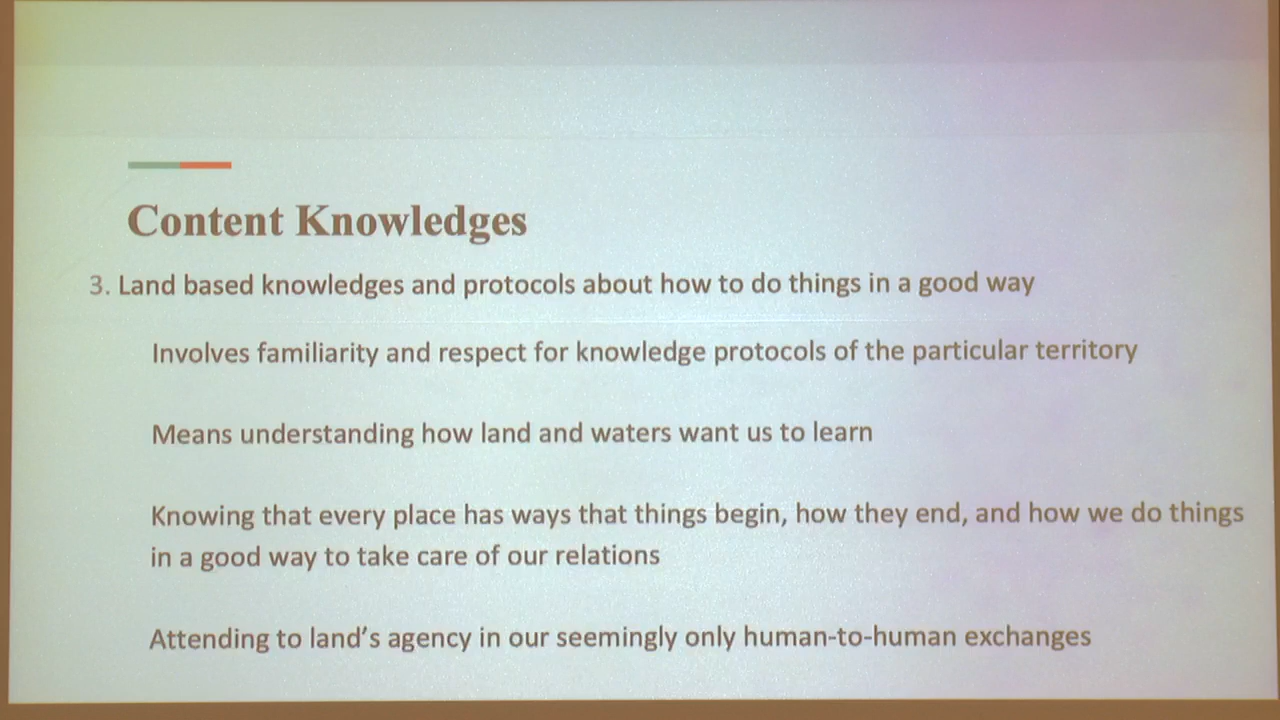 Content Knowledges
3. Land based knowledges and protocols about how to do things in a good way
Involves familiarity and respect for knowledge protocols of the particular territory
Means understanding how land and waters want us to learn
Knowing that every place has ways that things begin, how they end, and how we do things
in a good way to take care of our relations
Attending to land's agency in our seemingly only human-to-human exchanges